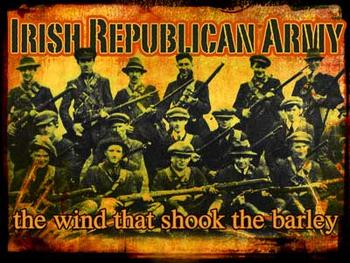 IRISH REPUBLICAN ARMY
the wind that shook the barley